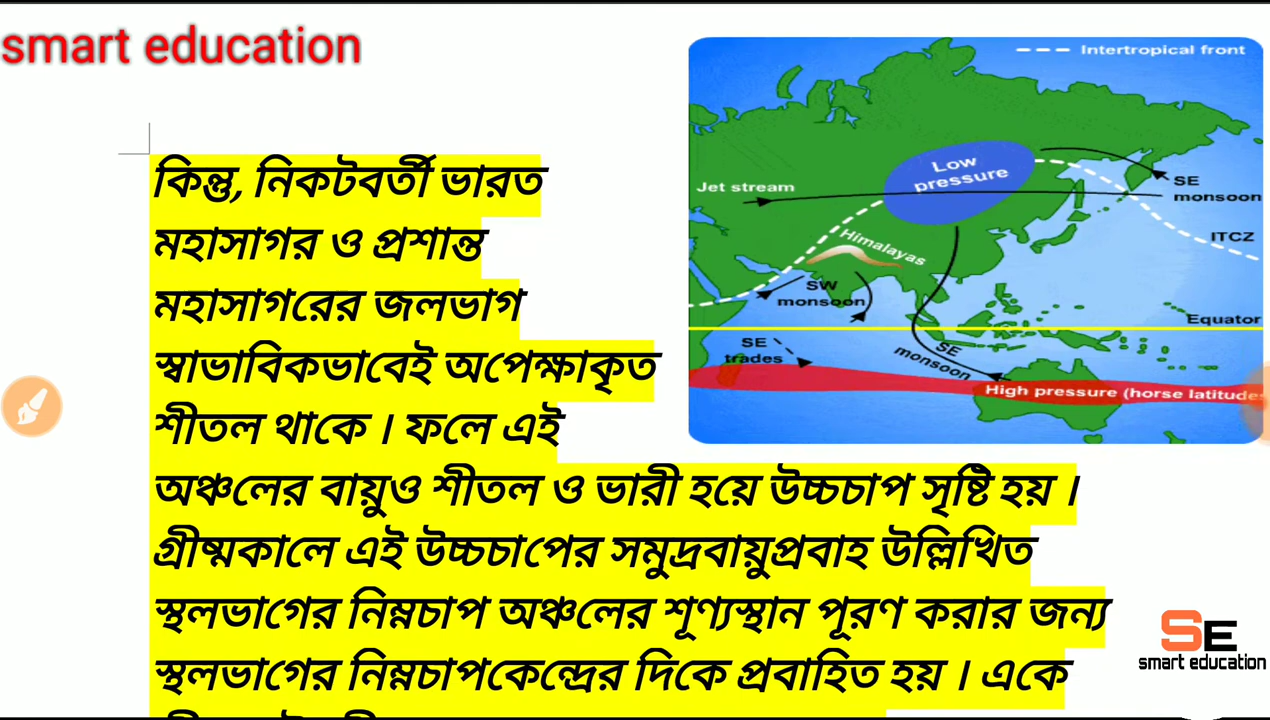 smart education
কিন্তু, নিকটবর্তী ভারত
মহাসাগর ও প্রশান্ত
মহাসাগরের জলভাগ
স্বাভাবিকভাবেই অপেক্ষাকৃত
শীতল থাকে । ফলে এই
অঞ্চলের বায়ুও শীতল ও ভারী হয়ে উচ্চচাপ সৃষ্টি হয় ।
গ্রীষ্মকালে এই উচ্চচাপের সমুদ্রবায়ুপ্রবাহ উল্লিখিত
স্থলভাগের নিম্নচাপ অঞ্চলের শূণ্যস্থান পূরণ করার জন্য
স্থলভাগের নিম্নচাপকেন্দ্রের দিকে প্রবাহিত হয় । একে
Intertropical front
Low
pressure
Jet stream
SE
monsoon
ITCZ
Himalayas
SW
monsoon
Equator
SE
trades
SE
monsoon
High pressure (horse latitude
SE
smart education